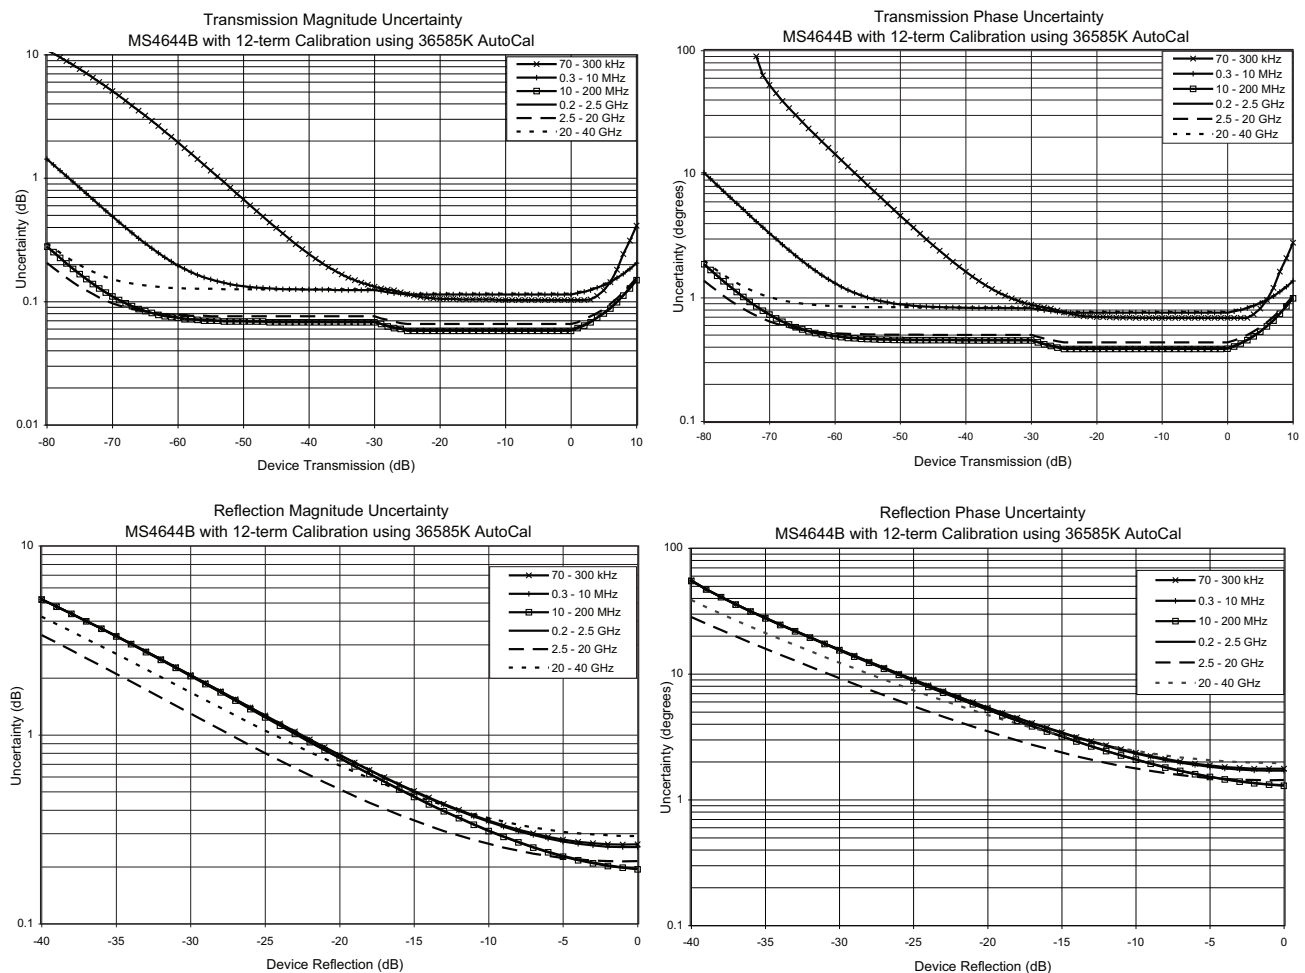 Transmission Magnitude Uncertainty
MS4644B with 12-term Calibration using 36585K AutoCal
10
1
0.1
0.01
Uncertainty (dB)
70 - 300 kHz
0.3 - 10 MHz
10 - 200 MHz
0.2 - 2.5 GHz
2.5 - 20 GHz
20 - 40 GHz
-80 -70 -60 -50 -40 -30 -20 -10 0 10
Device Transmission (dB)
Transmission Phase Uncertainty
MS4644B with 12-term Calibration using 36585K AutoCal
100
10
1
0.1
Uncertainty (degrees)
70 - 300 kHz
0.3 - 10 MHz
10 - 200 MHz
0.2 - 2.5 GHz
2.5 - 20 GHz
20 - 40 GHz
-80 -70 -60 -50 -40 -30 -20 -10 0 10
Device Transmission (dB)
Reflection Magnitude Uncertainty
MS4644B with 12-term Calibration using 36585K AutoCal
10
1
0.1
Uncertainty (dB)
70 - 300 kHz
0.3 - 10 MHz
10 - 200 MHz
0.2 - 2.5 GHz
2.5 - 20 GHz
20 - 40 GHz
-40 -35 -30 -25 -20 -15 -10 -5 0
Device Reflection (dB)
Reflection Phase Uncertainty
MS4644B with 12-term Calibration using 36585K AutoCal
100
10
1
0.1
Uncertainty (degrees)
70 - 300 kHz
0.3 - 10 MHz
10 - 200 MHz
0.2 - 2.5 GHz
2.5 - 20 GHz
20 - 40 GHz
-40 -35 -30 -25 -20 -15 -10 -5 0
Device Reflection (dB)